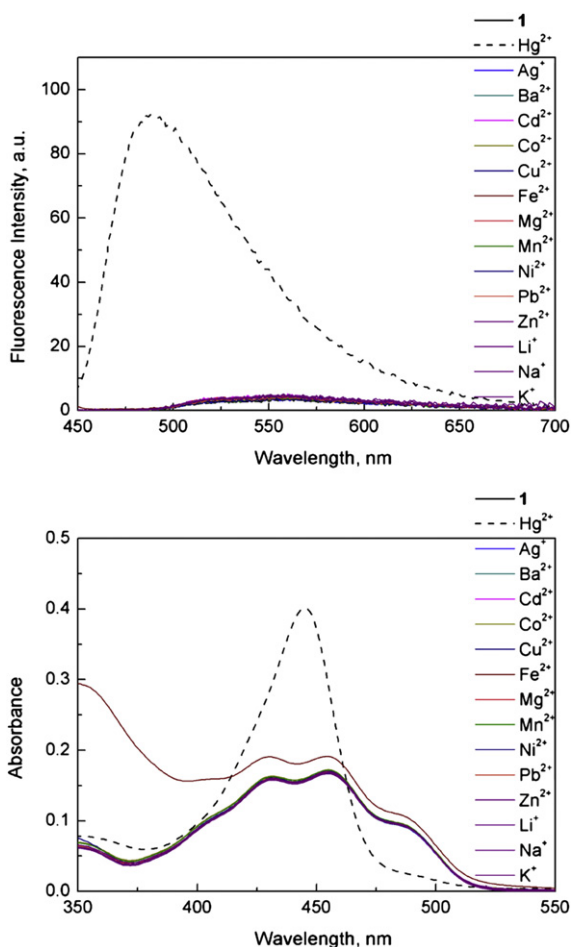 1
Hg²⁺
Ag⁺
Ba²⁺
Cd²⁺
Co²⁺
Cu²⁺
Fe²⁺
Mg²⁺
Mn²⁺
Ni²⁺
Pb²⁺
Zn²⁺
Li⁺
Na⁺
K⁺
Fluorescence Intensity, a.u.
100
80
60
40
20
0
450 500 550 600 650 700
Wavelength, nm
1
Hg²⁺
Ag⁺
Ba²⁺
Cd²⁺
Co²⁺
Cu²⁺
Fe²⁺
Mg²⁺
Mn²⁺
Ni²⁺
Pb²⁺
Zn²⁺
Li⁺
Na⁺
K⁺
Absorbance
0.5
0.4
0.3
0.2
0.1
0.0
350 400 450 500 550
Wavelength, nm